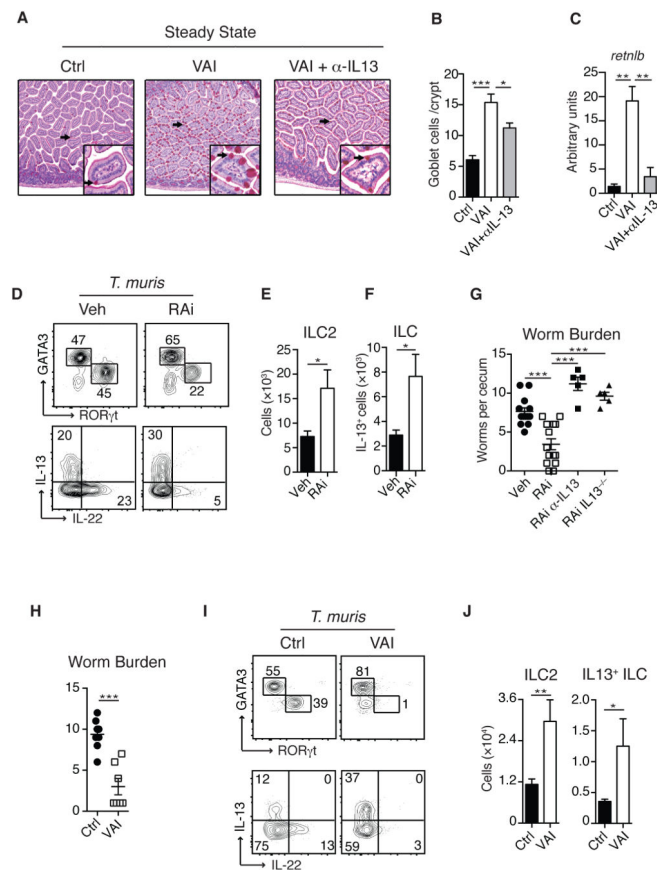 A
Steady State
Ctrl VAI VAI + α-IL13
B
Goblet cells /crypt
20
15
10
5
0
*** *
Ctrl
VAI
VAI+αIL-13
C
retnlb
Arbitrary units
25
20
15
10
5
0
** **
Ctrl
VAI
VAI+αIL-13
D
T. muris
Veh RAi
GATA3
47 65
45 22
RORγt
IL-13
20 30
23 5
IL-22
E
ILC2
Cells (×10³)
25
20
15
10
5
0
*
Veh
RAi
F
ILC
IL-13⁺ cells (×10³)
10
8
6
4
2
0
*
Veh
RAi
G
Worm Burden
Worms per cecum
20
15
10
5
0
***
***
***
Veh
RAi
RAi α-IL13
RAi IL13⁻/⁻
H
Worm Burden
15
10
5
0
***
Ctrl
VAI
I
T. muris
Ctrl VAI
GATA3
55 81
39 1
RORγt
IL-13
12 0 37 0
75 13 59 3
IL-22
J
ILC2 IL13⁺ ILC
Cells (×10⁴)
3.6
2.4
1.2
0
**
Ctrl
VAI
2.0
1.5
1.0
0.5
0
*
Ctrl
VAI